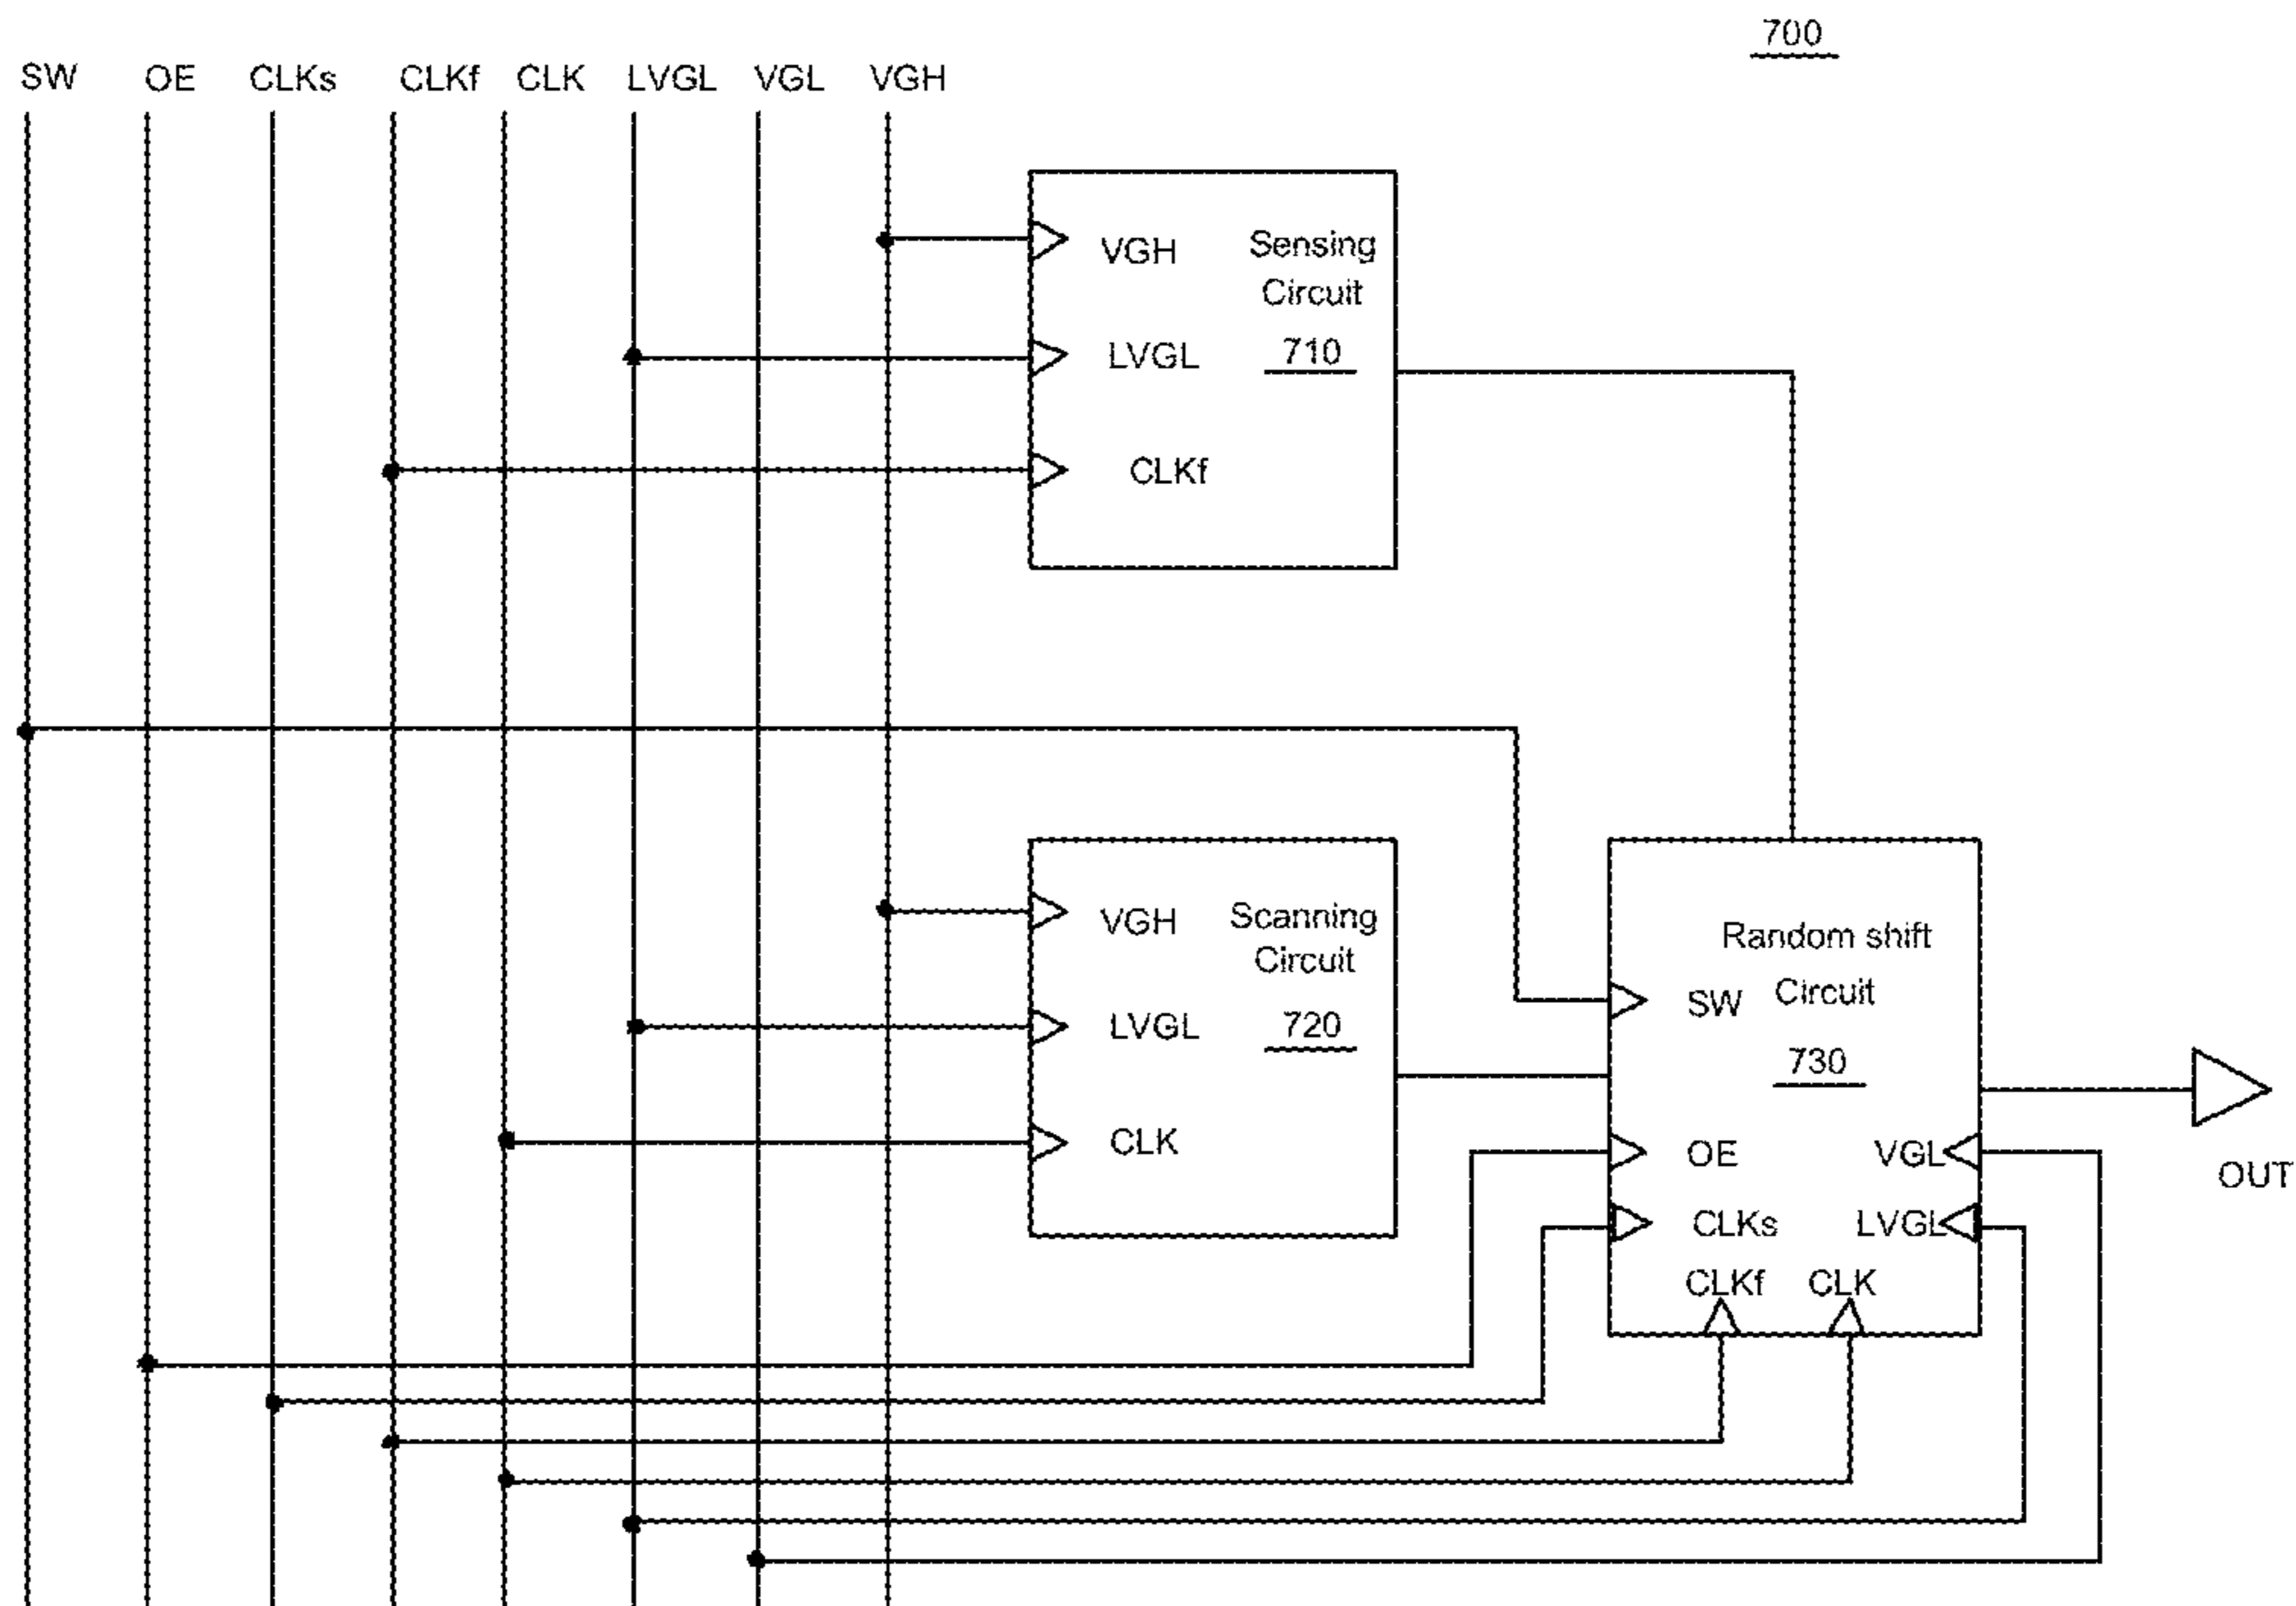 700
SW OE CLKs CLKf CLK LVGL VGL VGH
VGH
Sensing
Circuit
710
LVGL
CLKf
VGH
Scanning
Circuit
720
LVGL
CLK
Random shift
Circuit
730
SW
OE
VGL
CLKs
LVGL
CLKf
CLK
OUT